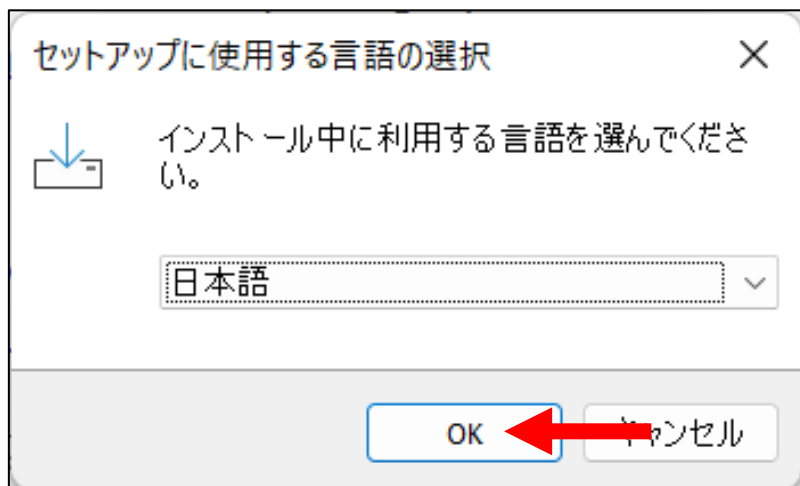 セットアップに使用する言語の選択
インストール中に利用する言語を選んでくださ
い。
日本語
OK
キャンセル